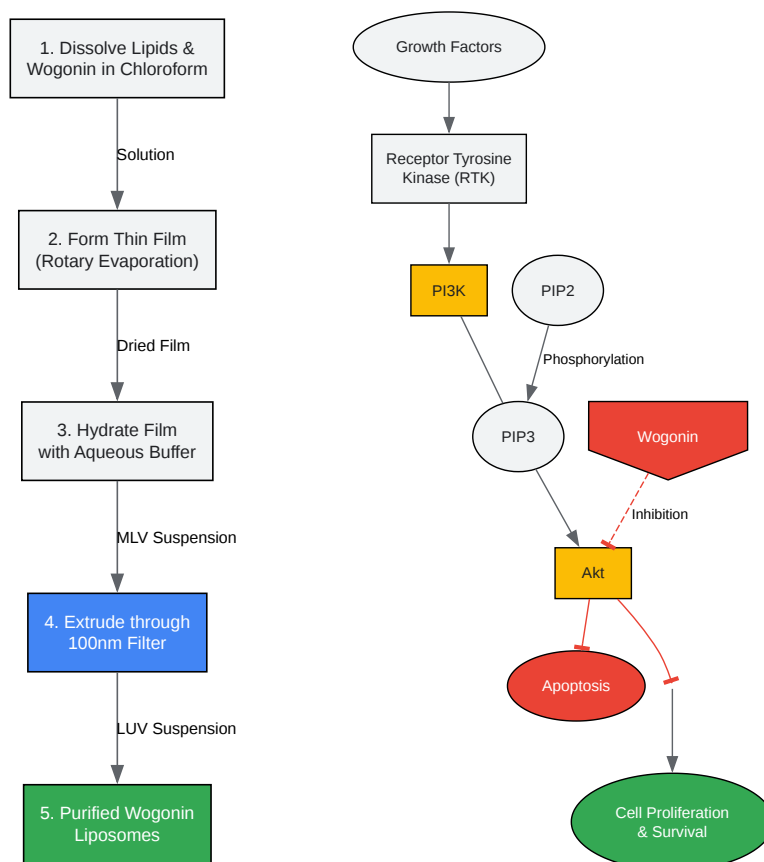 1. Dissolve Lipids &
Wogonin in Chloroform
Solution
2. Form Thin Film
(Rotary Evaporation)
Dried Film
3. Hydrate Film
with Aqueous Buffer
MLV Suspension
4. Extrude through
100nm Filter
LUV Suspension
5. Purified Wogonin
Liposomes
Growth Factors
Receptor Tyrosine
Kinase (RTK)
PI3K
PIP2
Phosphorylation
PIP3
Wogonin
Inhibition
Akt
Apoptosis
Cell Proliferation
& Survival